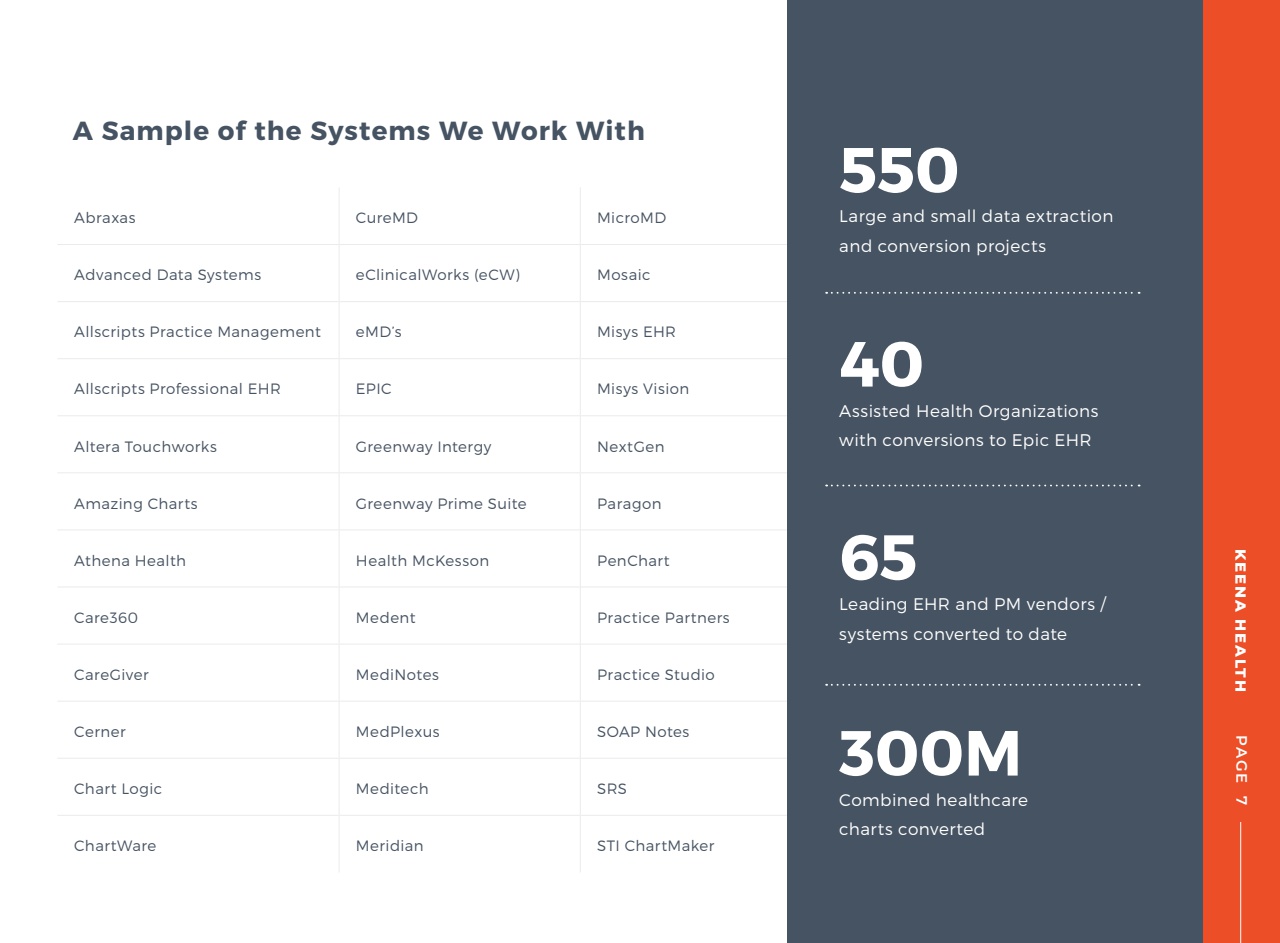 A Sample of the Systems We Work With
Abraxas CureMD MicroMD
Advanced Data Systems eClinicalWorks (eCW) Mosaic
Allscripts Practice Management eMD's Misys EHR
Allscripts Professional EHR EPIC Misys Vision
Altera Touchworks Greenway Intergy NextGen
Amazing Charts Greenway Prime Suite Paragon
Athena Health Health McKesson PenChart
Care360 Medent Practice Partners
CareGiver MediNotes Practice Studio
Cerner MedPlexus SOAP Notes
Chart Logic Meditech SRS
ChartWare Meridian STI ChartMaker
550
Large and small data extraction
and conversion projects
40
Assisted Health Organizations
with conversions to Epic EHR
65
Leading EHR and PM vendors /
systems converted to date
300M
Combined healthcare
charts converted
KEENA HEALTH PAGE 7